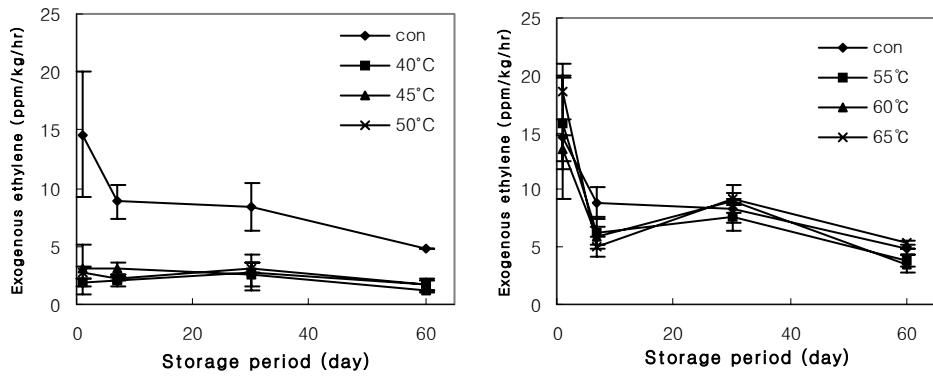 25
20
15
10
5
0
Exogenous ethylene (ppm/kg/hr)
con
40°C
45°C
50°C
0
20
40
60
Storage period (day)
25
20
15
10
5
0
Exogenous ethylene (ppm/kg/hr)
con
55℃
60℃
65℃
0
20
40
60
Storage period (day)